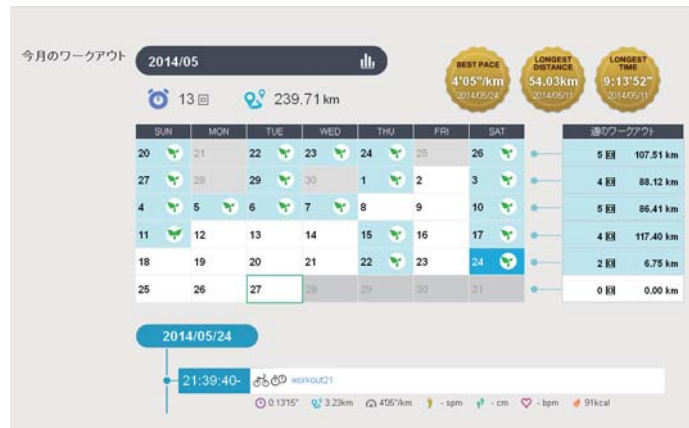 今月のワークアウト
2014/05
BEST PACE
4'05"/km
2014/05/24
LONGEST
DISTANCE
54.03km
2014/05/11
LONGEST
TIME
9:13'52"
2014/05/11
13回 239.71 km
SUN MON TUE WED THU FRI SAT 週のワークアウト
20 21 22 23 24 25 26 5回 107.51 km
27 28 29 30 1 2 3 4回 88.12 km
4 5 6 7 8 9 10 5回 86.41 km
11 12 13 14 15 16 17 4回 117.40 km
18 19 20 21 22 23 24 2回 6.75 km
25 26 27 28 29 30 31 0回 0.00 km
2014/05/24
21:39:40- workout21
0:13'15" 3.23km 4'05"/km - spm - cm - bpm 91kcal